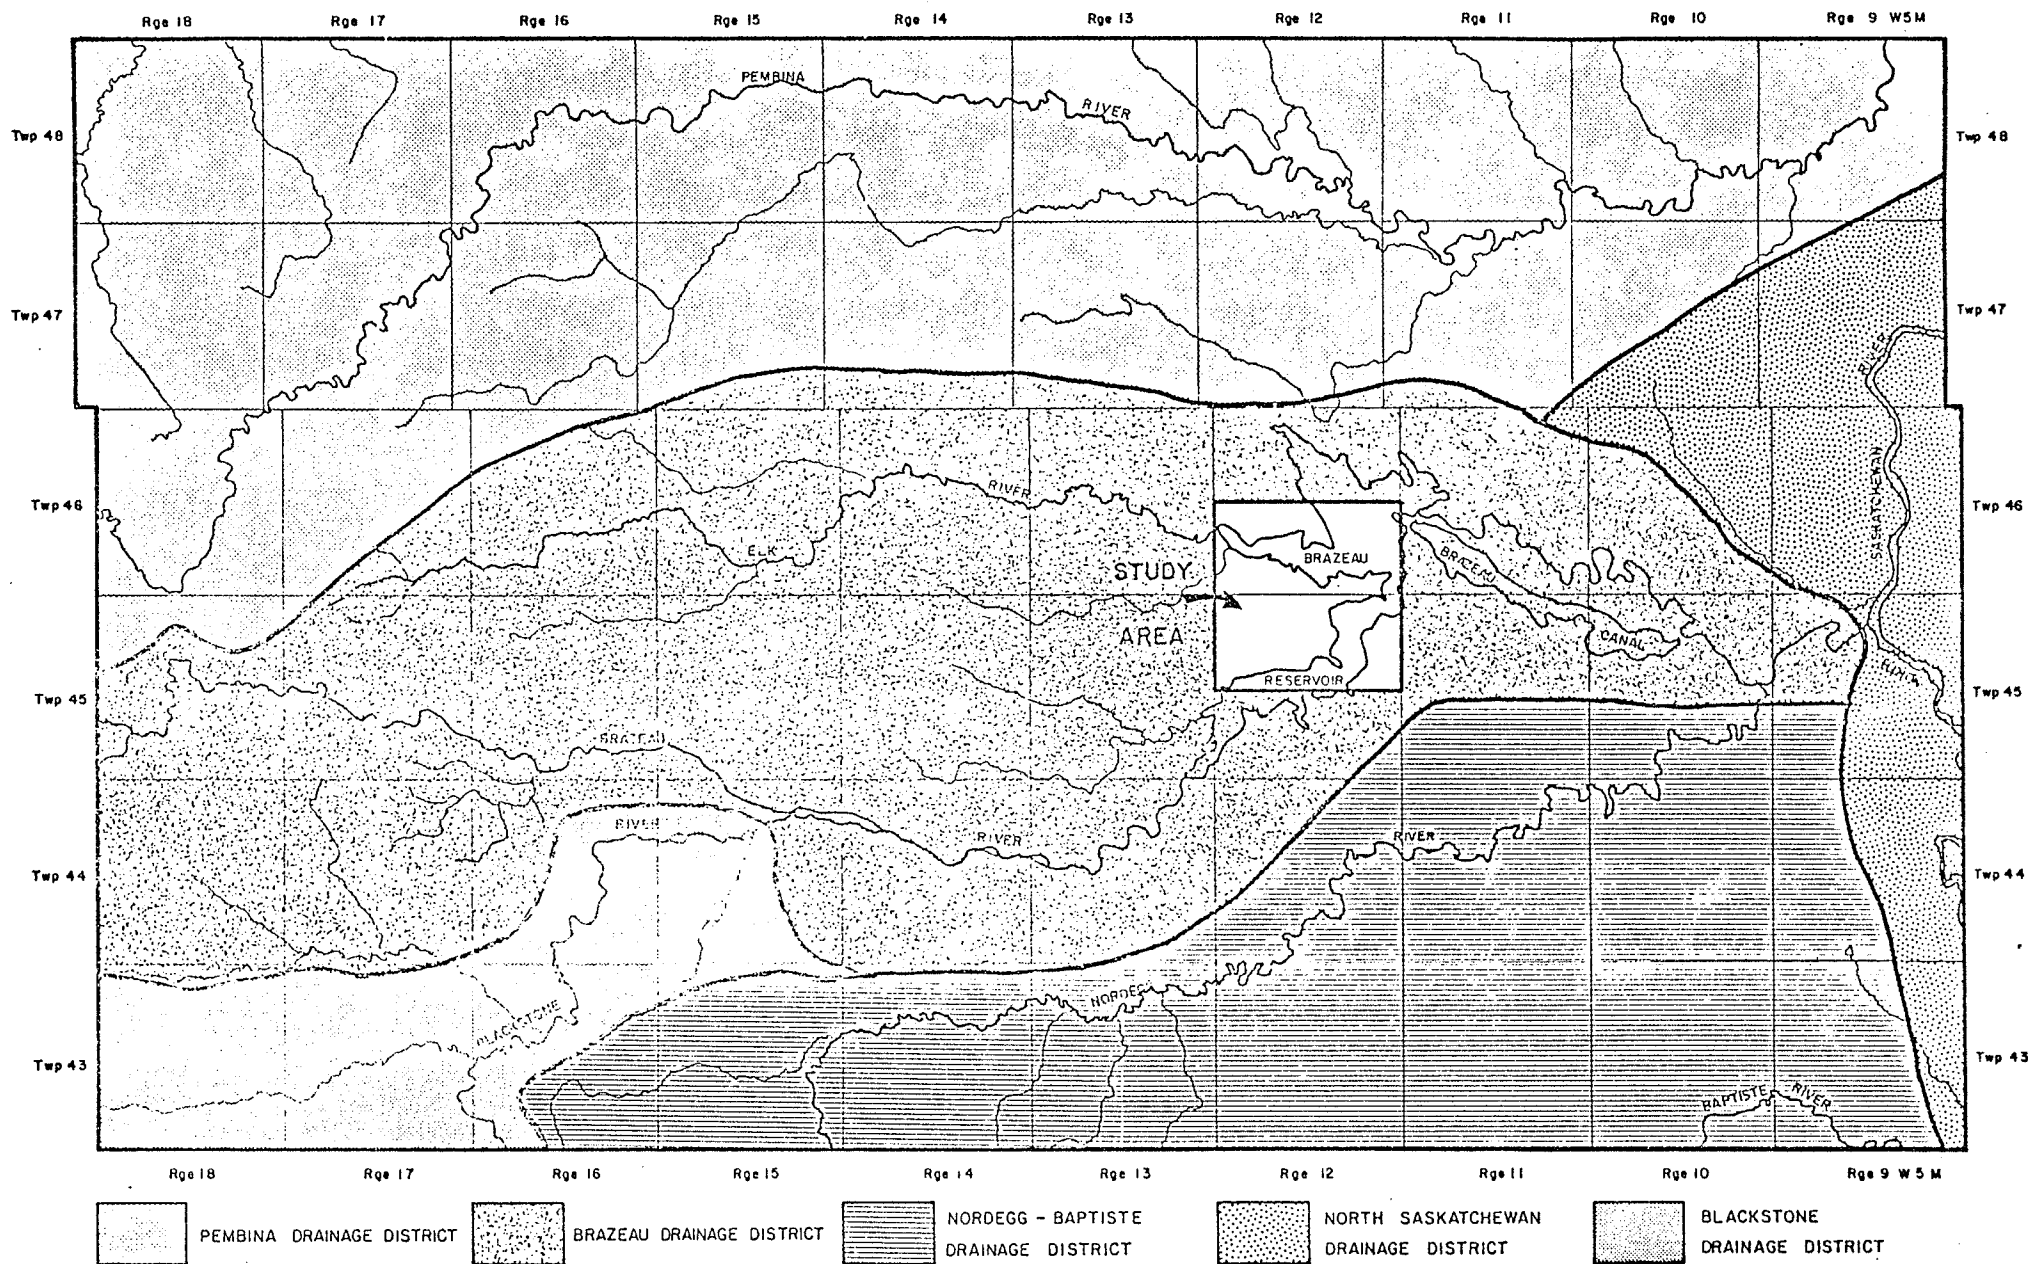 Rge 18 Rge 17 Rge 16 Rge 15 Rge 14 Rge 13 Rge 12 Rge 11 Rge 10 Rge 9 W5M
PEMBINA
RIVER
Twp 48 Twp 48
Twp 47 Twp 47
RIVER
SASKATCHEWAN
Twp 46 Twp 46
RIVER
ELK
BRAZEAU
BRAZEAU
STUDY
AREA
CANAL
RESERVOIR
Twp 45 Twp 45
BRAZEAU
RIVER
RIVER
RIVER
Twp 44 Twp 44
NORDEGG
BLACKSTONE
Twp 43 Twp 43
BAPTISTE RIVER
Rge 18 Rge 17 Rge 16 Rge 15 Rge 14 Rge 13 Rge 12 Rge 11 Rge 10 Rge 9 W5M
PEMBINA DRAINAGE DISTRICT
BRAZEAU DRAINAGE DISTRICT
NORDEGG - BAPTISTE
DRAINAGE DISTRICT
NORTH SASKATCHEWAN
DRAINAGE DISTRICT
BLACKSTONE
DRAINAGE DISTRICT